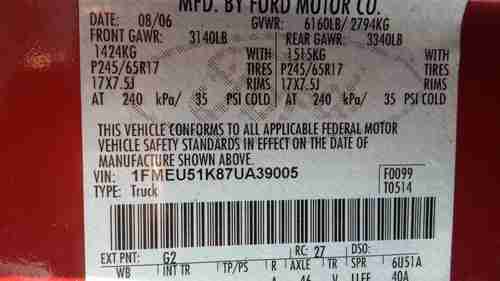 MFD. BY FORD MOTOR CO.
DATE: 08/06 GVWR: 6160LB/ 2794KG
FRONT GAWR: 3140LB REAR GAWR: 3340LB
1424KG WITH 1515KG WITH
P245/65R17 TIRES P245/65R17 TIRES
17X7.5J RIMS 17X7.5J RIMS
AT 240 kPa/ 35 PSI COLD AT 240 kPa/ 35 PSI COLD
THIS VEHICLE CONFORMS TO ALL APPLICABLE FEDERAL MOTOR
VEHICLE SAFETY STANDARDS IN EFFECT ON THE DATE OF
MANUFACTURE SHOWN ABOVE.
VIN: 1FMEU51K87UA39005 F0099
TYPE: Truck T0514
EXT PNT: G2 RC: 27 DSO:
WB INT TR TP/PS R AXLE TR SPR 6U51A
46 40A